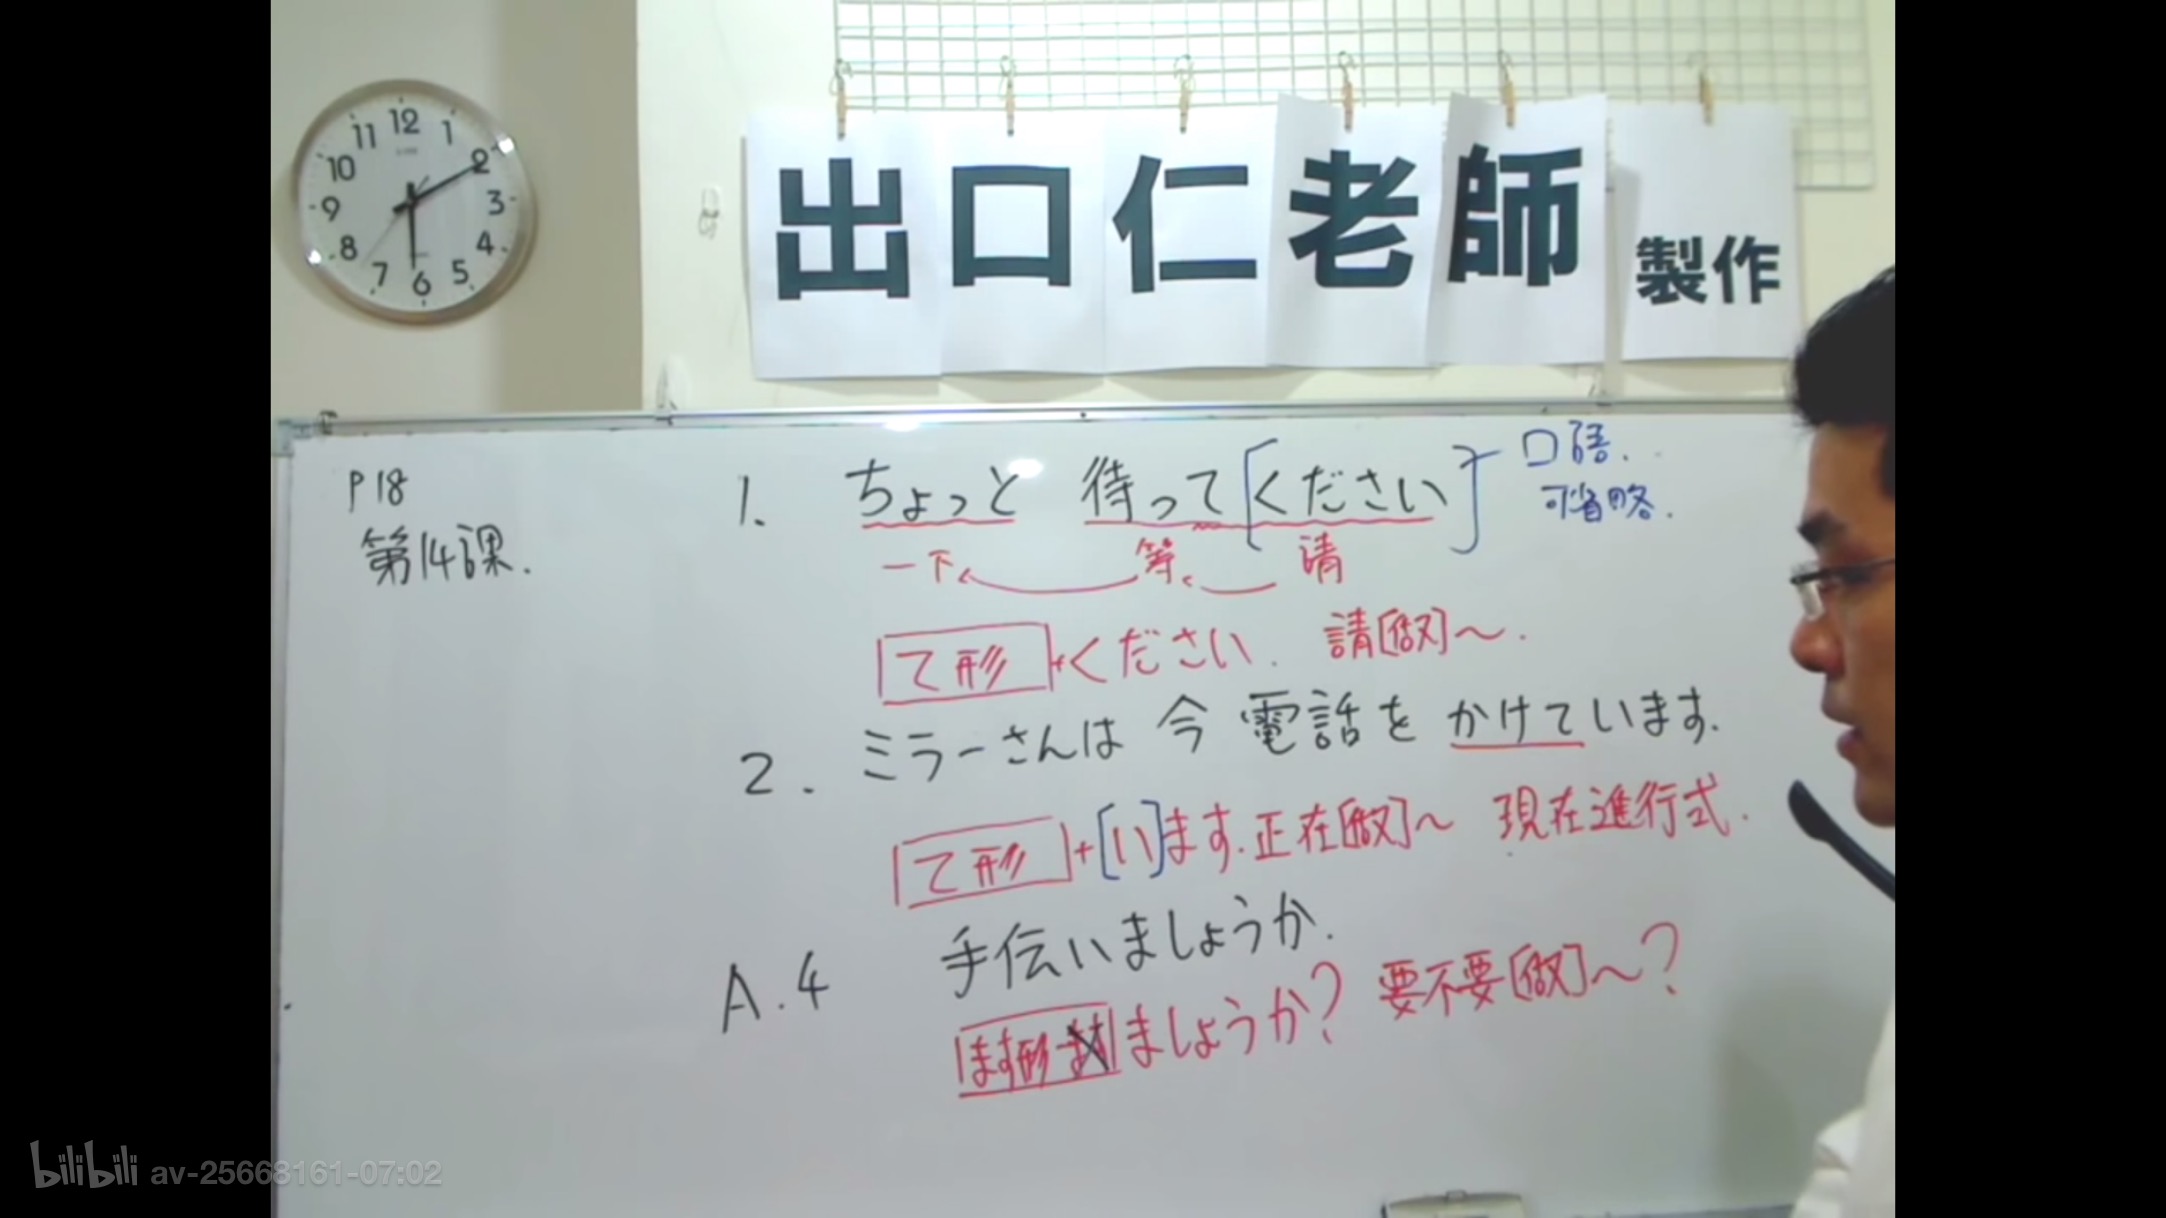 12
11 1
10 2
9 3
8 4
7 5
6
出口仁老師 製作
P18
第14課.
1. ちょっと 待って[ください] 口語.
可省略.
一下 等 请
て形+ください. 請[做]～.
2. ミラーさんは 今 電話を かけています.
て形+[い]ます.正在[做]～ 現在進行式.
A.4 手伝いましょうか.
ます形-ます ましょうか? 要不要[做]～?
bilibili av-25668161-07:02